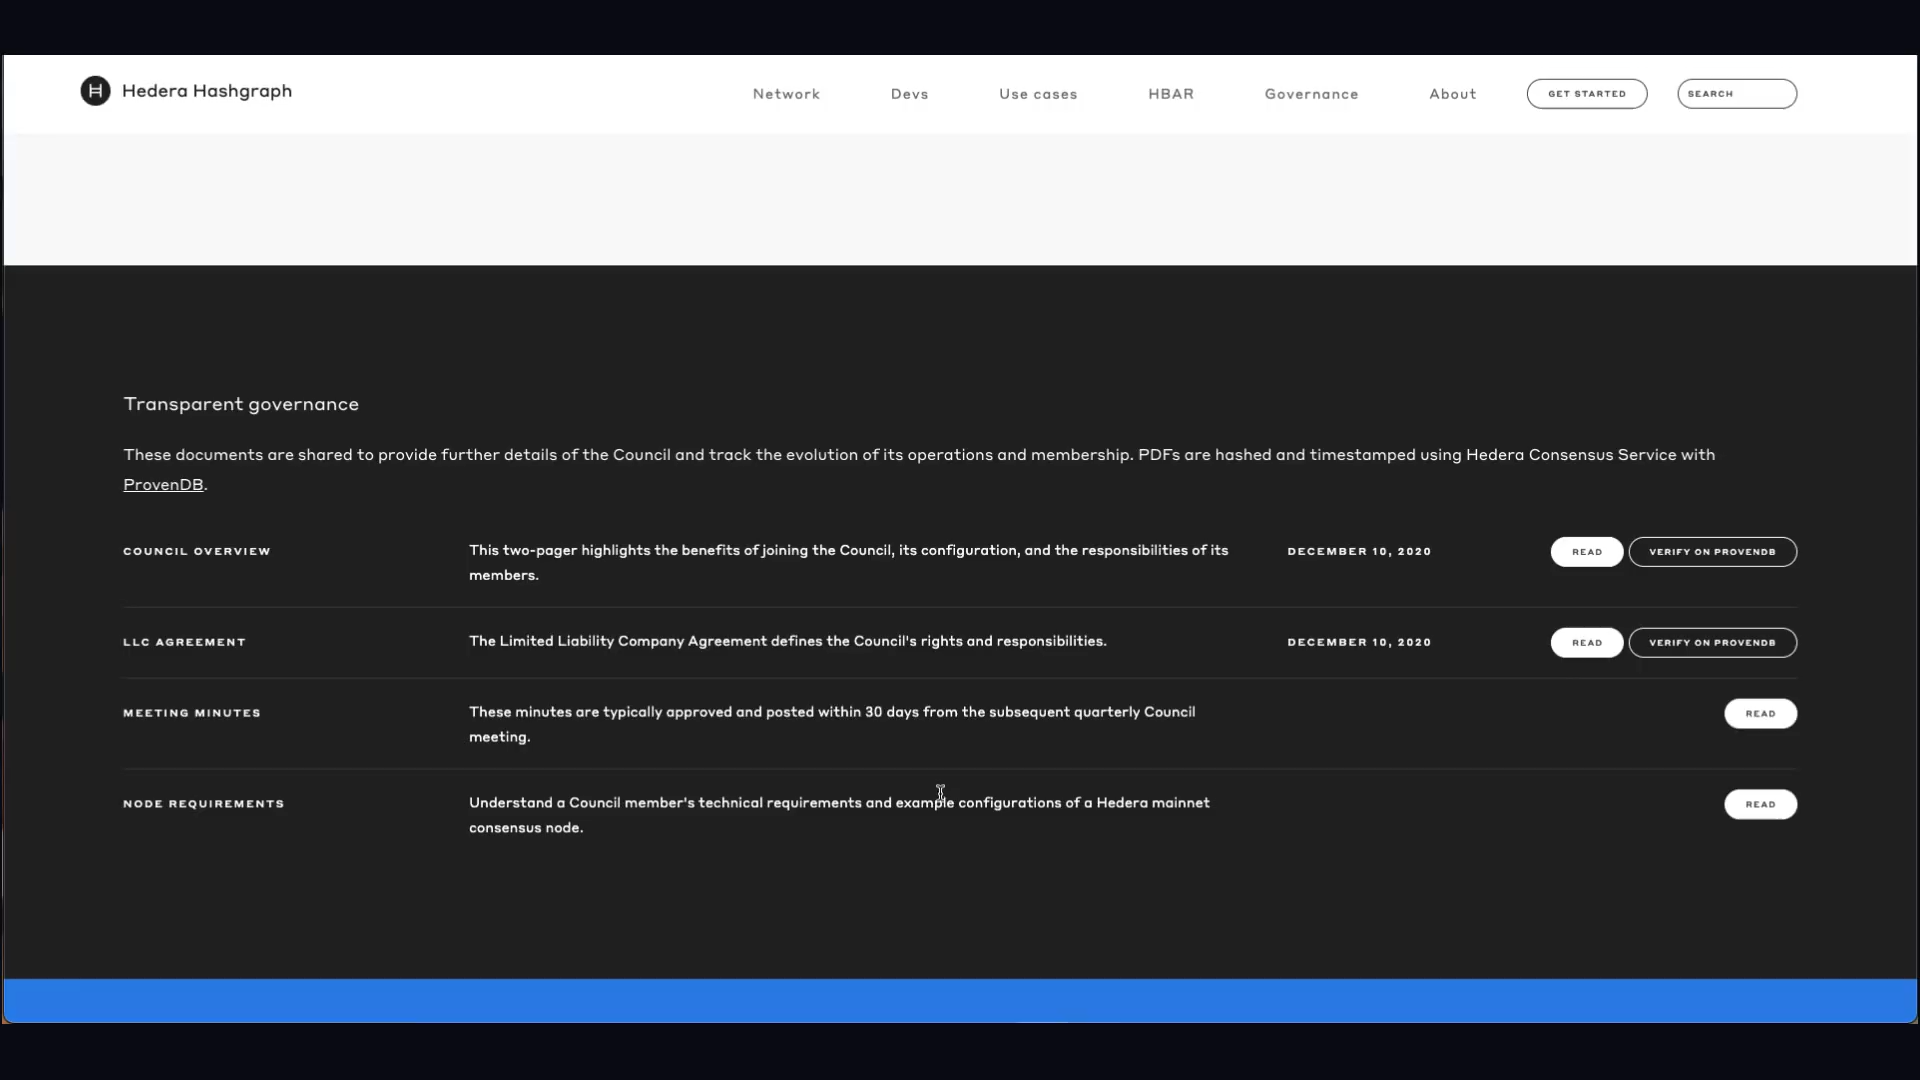 Hedera Hashgraph
Network
Devs
Use cases
HBAR
Governance
About
GET STARTED
SEARCH
Transparent governance
These documents are shared to provide further details of the Council and track the evolution of its operations and membership. PDFs are hashed and timestamped using Hedera Consensus Service with
ProvenDB.
COUNCIL OVERVIEW
This two-pager highlights the benefits of joining the Council, its configuration, and the responsibilities of its
members.
DECEMBER 10, 2020
READ
VERIFY ON PROVENDB
LLC AGREEMENT
The Limited Liability Company Agreement defines the Council's rights and responsibilities.
DECEMBER 10, 2020
READ
VERIFY ON PROVENDB
MEETING MINUTES
These minutes are typically approved and posted within 30 days from the subsequent quarterly Council
meeting.
READ
NODE REQUIREMENTS
Understand a Council member's technical requirements and example configurations of a Hedera mainnet
consensus node.
READ